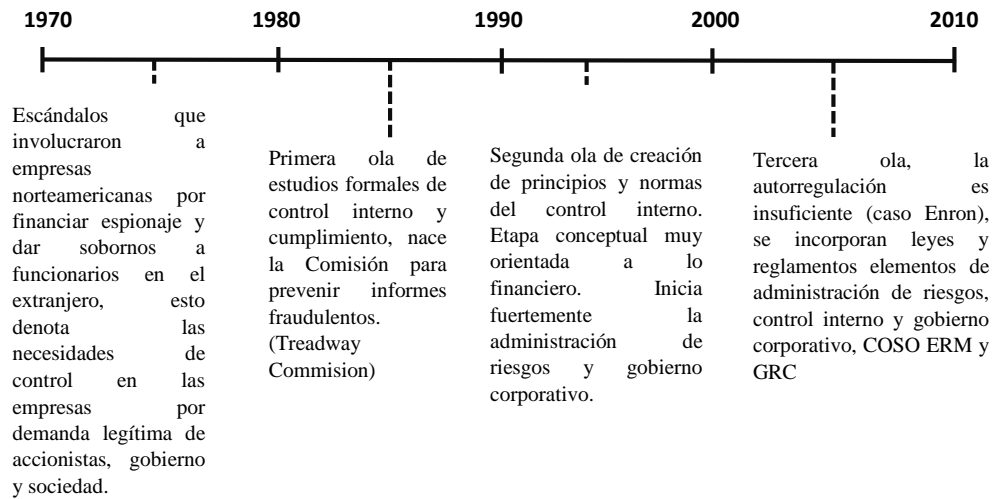 1970 1980 1990 2000 2010
Escándalos que
involucraron a
empresas
norteamericanas por
financiar espionaje y
dar sobornos a
funcionarios en el
extranjero, esto
denota las
necesidades de
control en las
empresas por
demanda legítima de
accionistas, gobierno
y sociedad.
Primera ola de
estudios formales de
control interno y
cumplimiento, nace
la Comisión para
prevenir informes
fraudulentos.
(Treadway
Commision)
Segunda ola de creación
de principios y normas
del control interno.
Etapa conceptual muy
orientada a lo
financiero. Inicia
fuertemente la
administración de
riesgos y gobierno
corporativo.
Tercera ola, la
autorregulación es
insuficiente (caso Enron),
se incorporan leyes y
reglamentos elementos de
administración de riesgos,
control interno y gobierno
corporativo, COSO ERM y
GRC